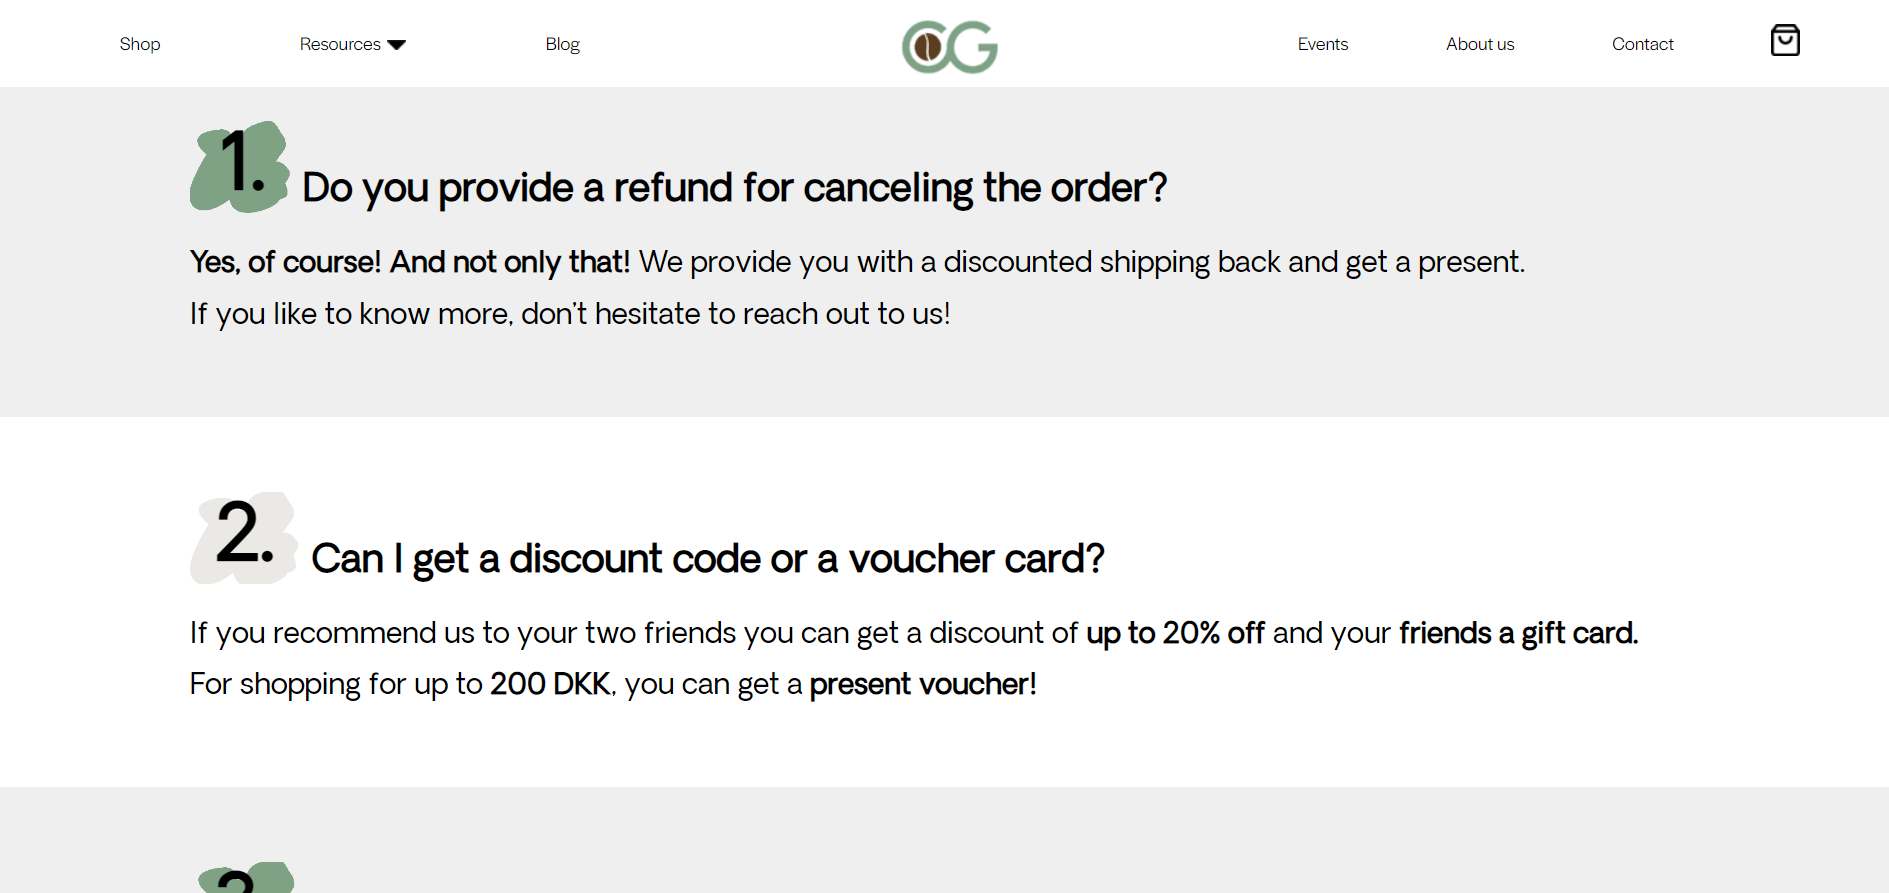 Shop Resources Blog CG Events About us Contact
1. Do you provide a refund for canceling the order?
Yes, of course! And not only that! We provide you with a discounted shipping back and get a present.
If you like to know more, don’t hesitate to reach out to us!
2. Can I get a discount code or a voucher card?
If you recommend us to your two friends you can get a discount of up to 20% off and your friends a gift card.
For shopping for up to 200 DKK, you can get a present voucher!